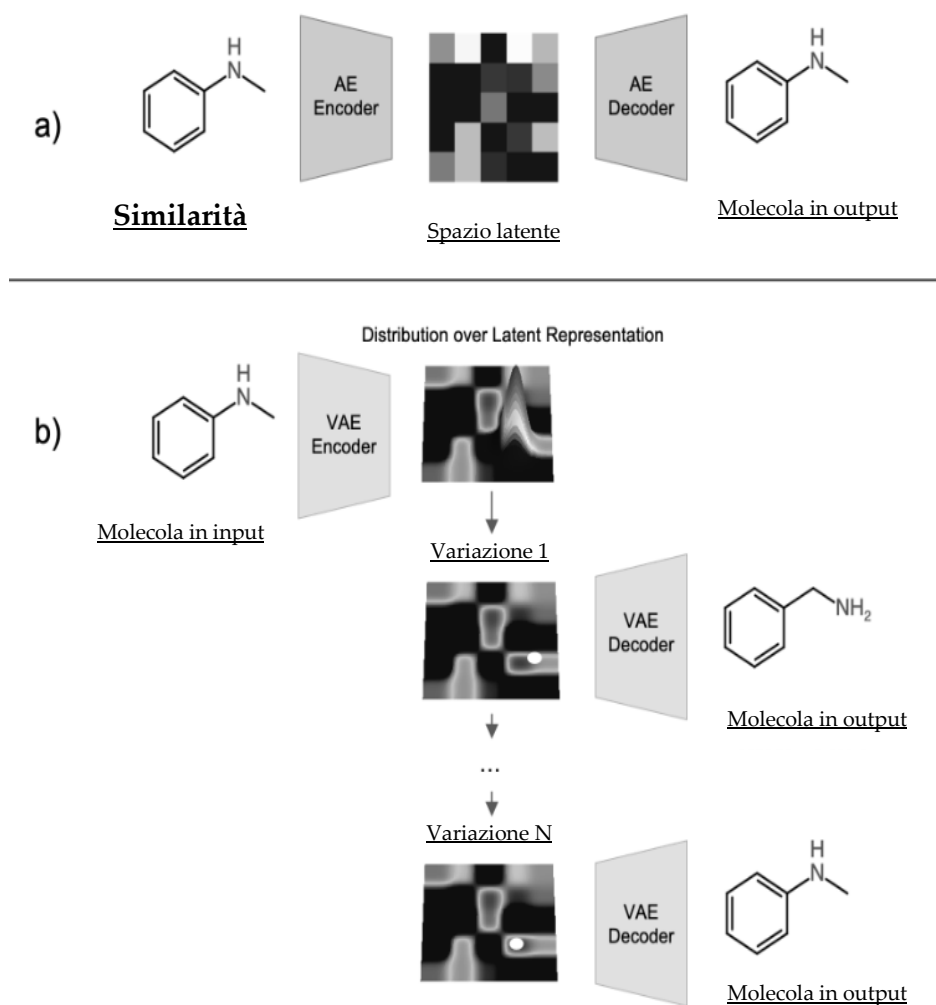 a)
H
N
AE
Encoder
AE
Decoder
H
N
Similarità
Spazio latente
Molecola in output
Distribution over Latent Representation
b)
H
N
VAE
Encoder
Molecola in input
Variazione 1
VAE
Decoder
NH₂
Molecola in output
...
Variazione N
VAE
Decoder
H
N
Molecola in output